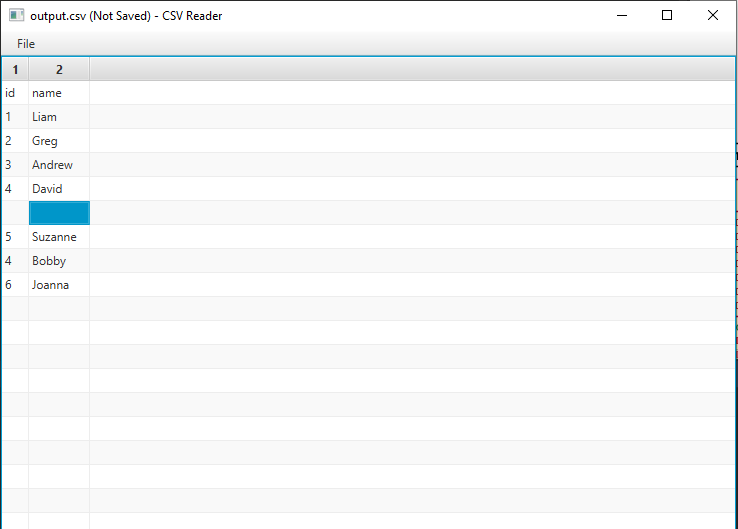 output.csv (Not Saved) - CSV Reader
File
1 2
id name
1 Liam
2 Greg
3 Andrew
4 David
5 Suzanne
4 Bobby
6 Joanna